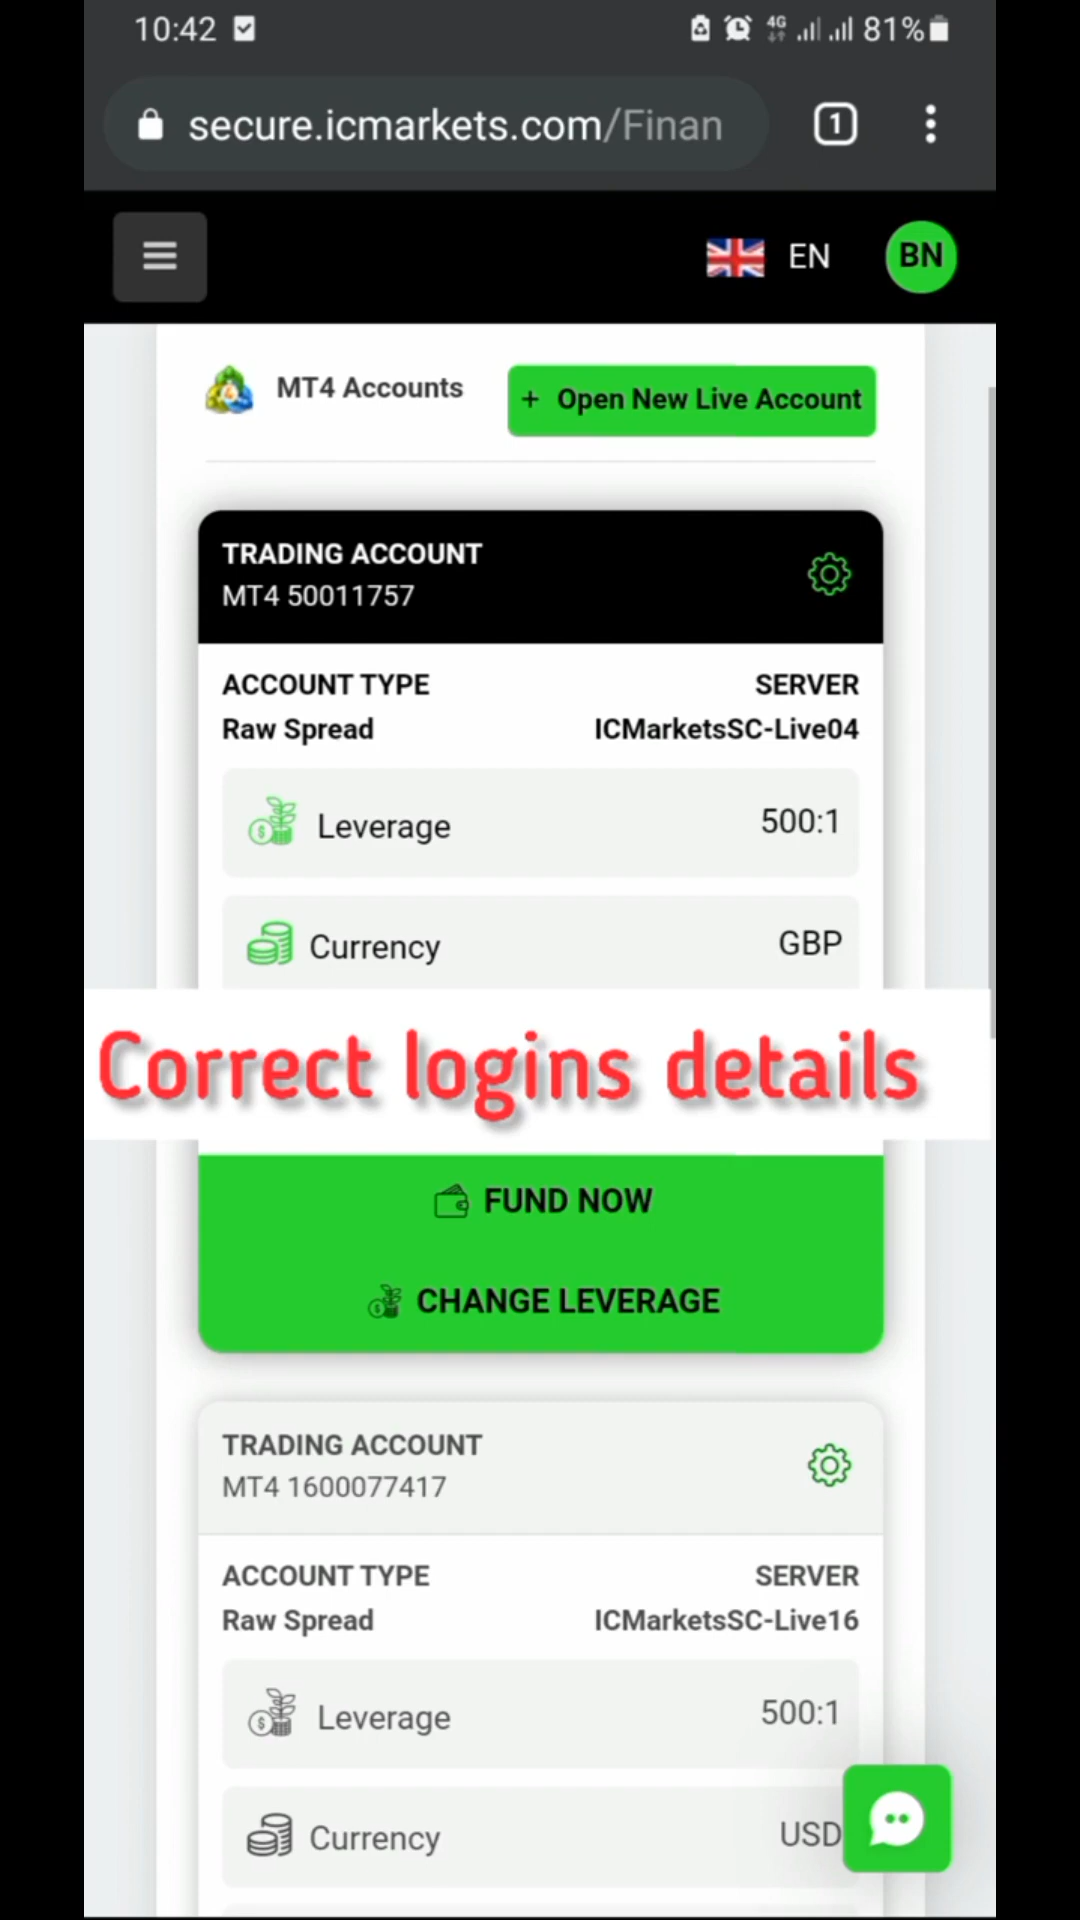 10:42 4G 81%
secure.icmarkets.com/Finan 1
EN BN
MT4 Accounts + Open New Live Account
TRADING ACCOUNT
MT4 50011757
ACCOUNT TYPE SERVER
Raw Spread ICMarketsSC-Live04
Leverage 500:1
Currency GBP
Correct logins details
FUND NOW
CHANGE LEVERAGE
TRADING ACCOUNT
MT4 1600077417
ACCOUNT TYPE SERVER
Raw Spread ICMarketsSC-Live16
Leverage 500:1
Currency USD